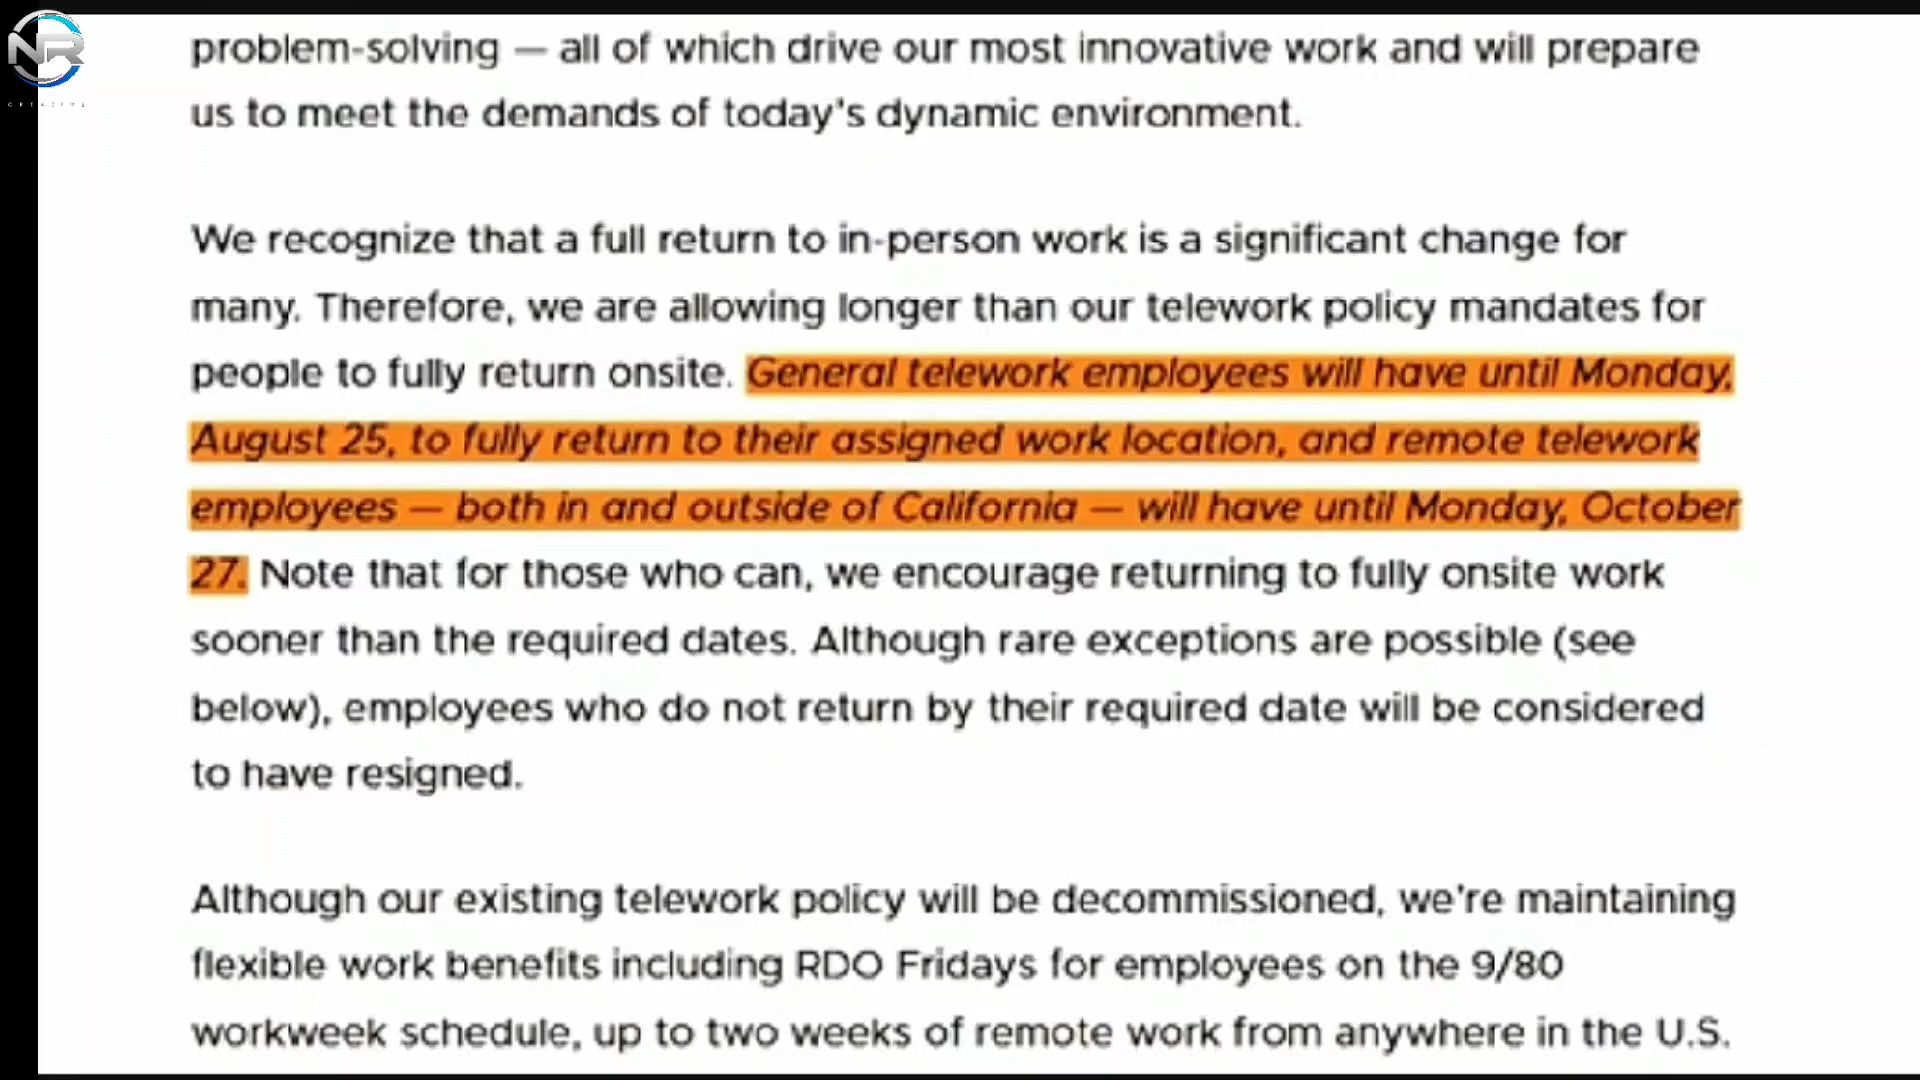 NR
problem-solving — all of which drive our most innovative work and will prepare
us to meet the demands of today's dynamic environment.
We recognize that a full return to in-person work is a significant change for
many. Therefore, we are allowing longer than our telework policy mandates for
people to fully return onsite. General telework employees will have until Monday,
August 25, to fully return to their assigned work location, and remote telework
employees — both in and outside of California — will have until Monday, October
27. Note that for those who can, we encourage returning to fully onsite work
sooner than the required dates. Although rare exceptions are possible (see
below), employees who do not return by their required date will be considered
to have resigned.
Although our existing telework policy will be decommissioned, we're maintaining
flexible work benefits including RDO Fridays for employees on the 9/80
workweek schedule, up to two weeks of remote work from anywhere in the U.S.